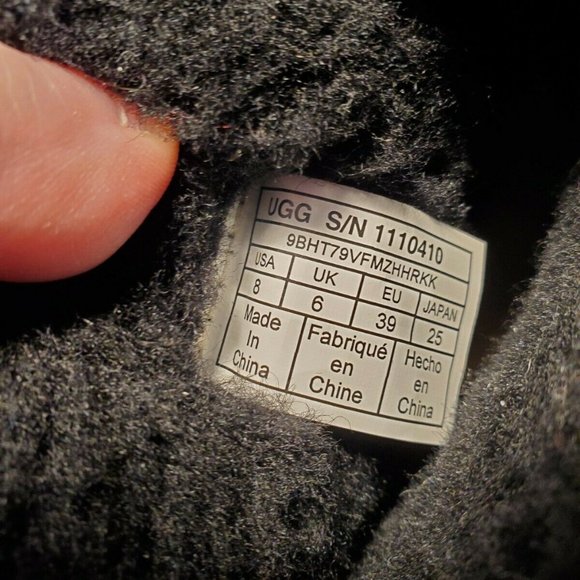 UGG S/N 1110410
9BHT79VFMZHHRKK
USA UK EU JAPAN
8 6 39 25
Made In China
Fabriqué en Chine
Hecho en China